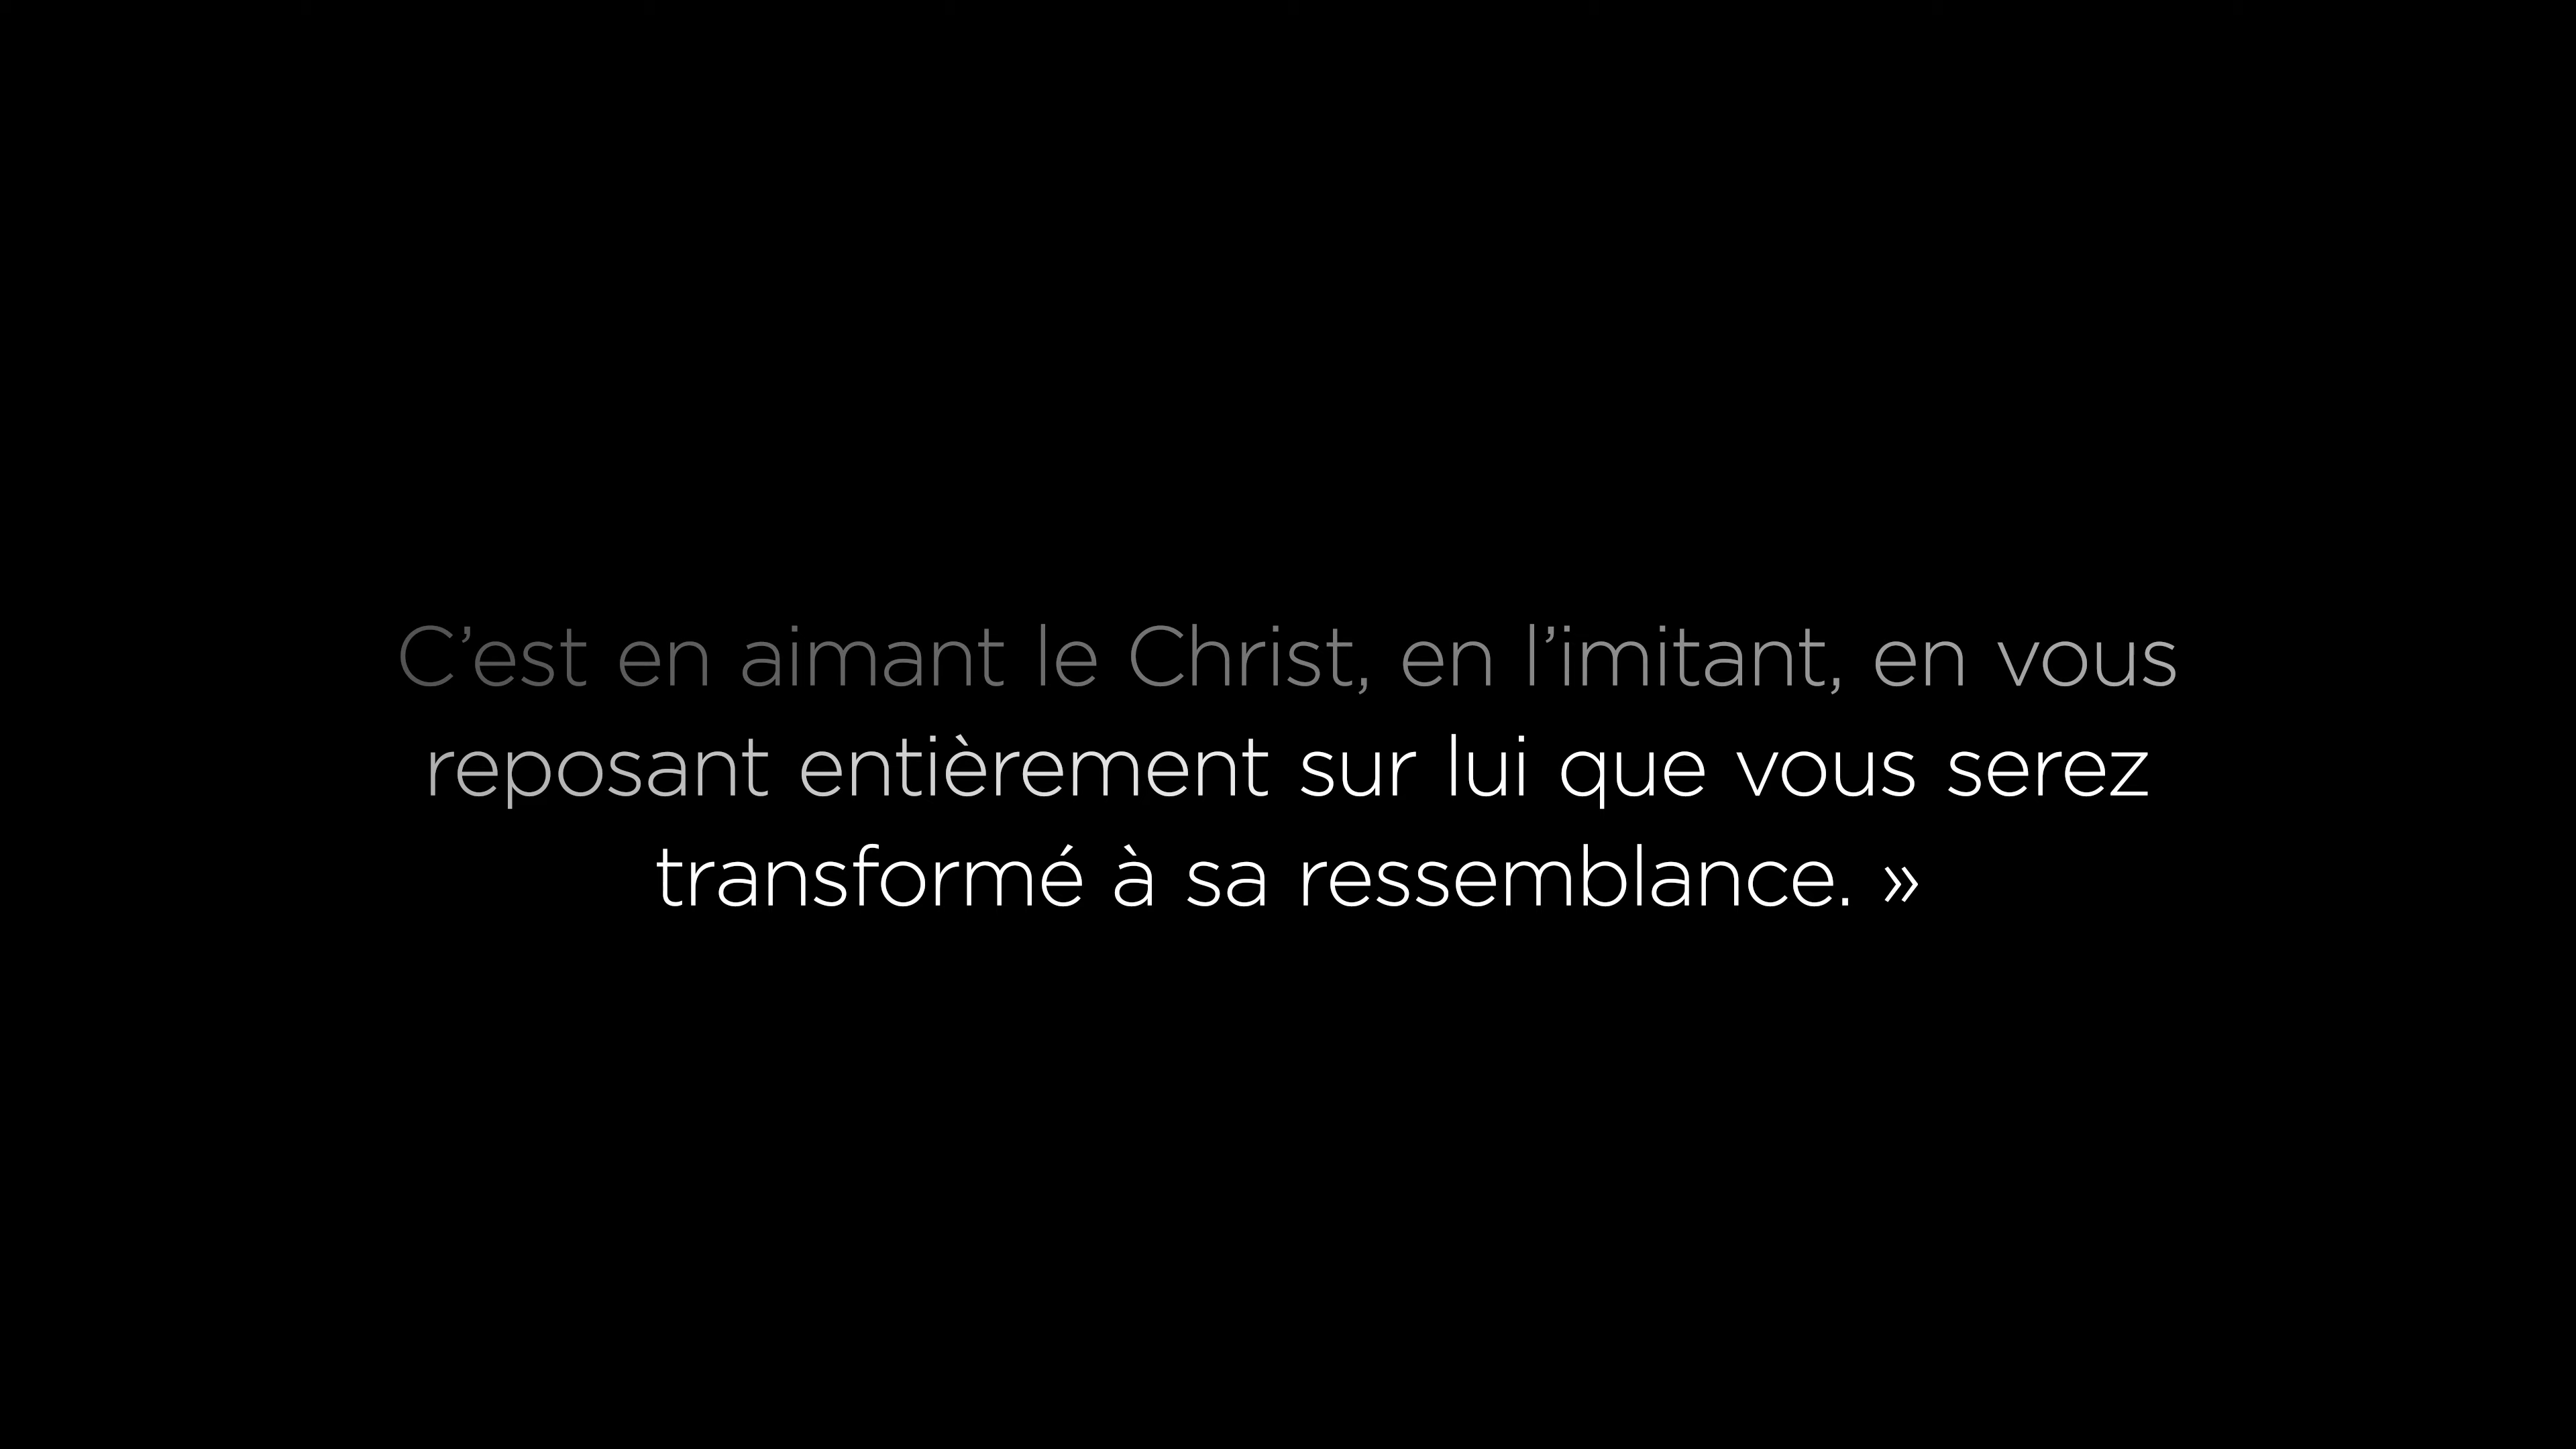 C’est en aimant le Christ, en l’imitant, en vous
reposant entièrement sur lui que vous serez
transformé à sa ressemblance. »